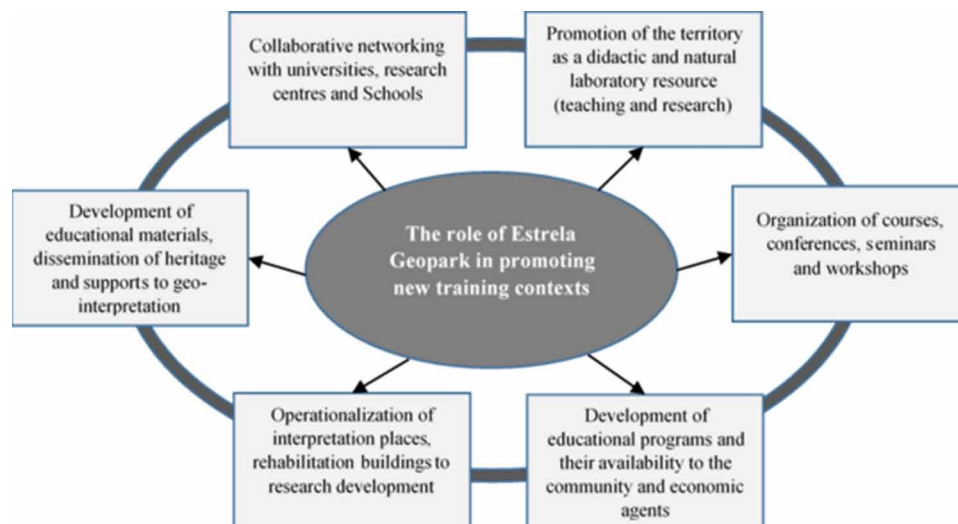 Collaborative networking
with universities, research
centres and Schools
Promotion of the territory
as a didactic and natural
laboratory resource
(teaching and research)
Development of
educational materials,
dissemination of heritage
and supports to geo-
interpretation
The role of Estrela
Geopark in promoting
new training contexts
Organization of courses,
conferences, seminars
and workshops
Operationalization of
interpretation places,
rehabilitation buildings to
research development
Development of
educational programs and
their availability to the
community and economic
agents